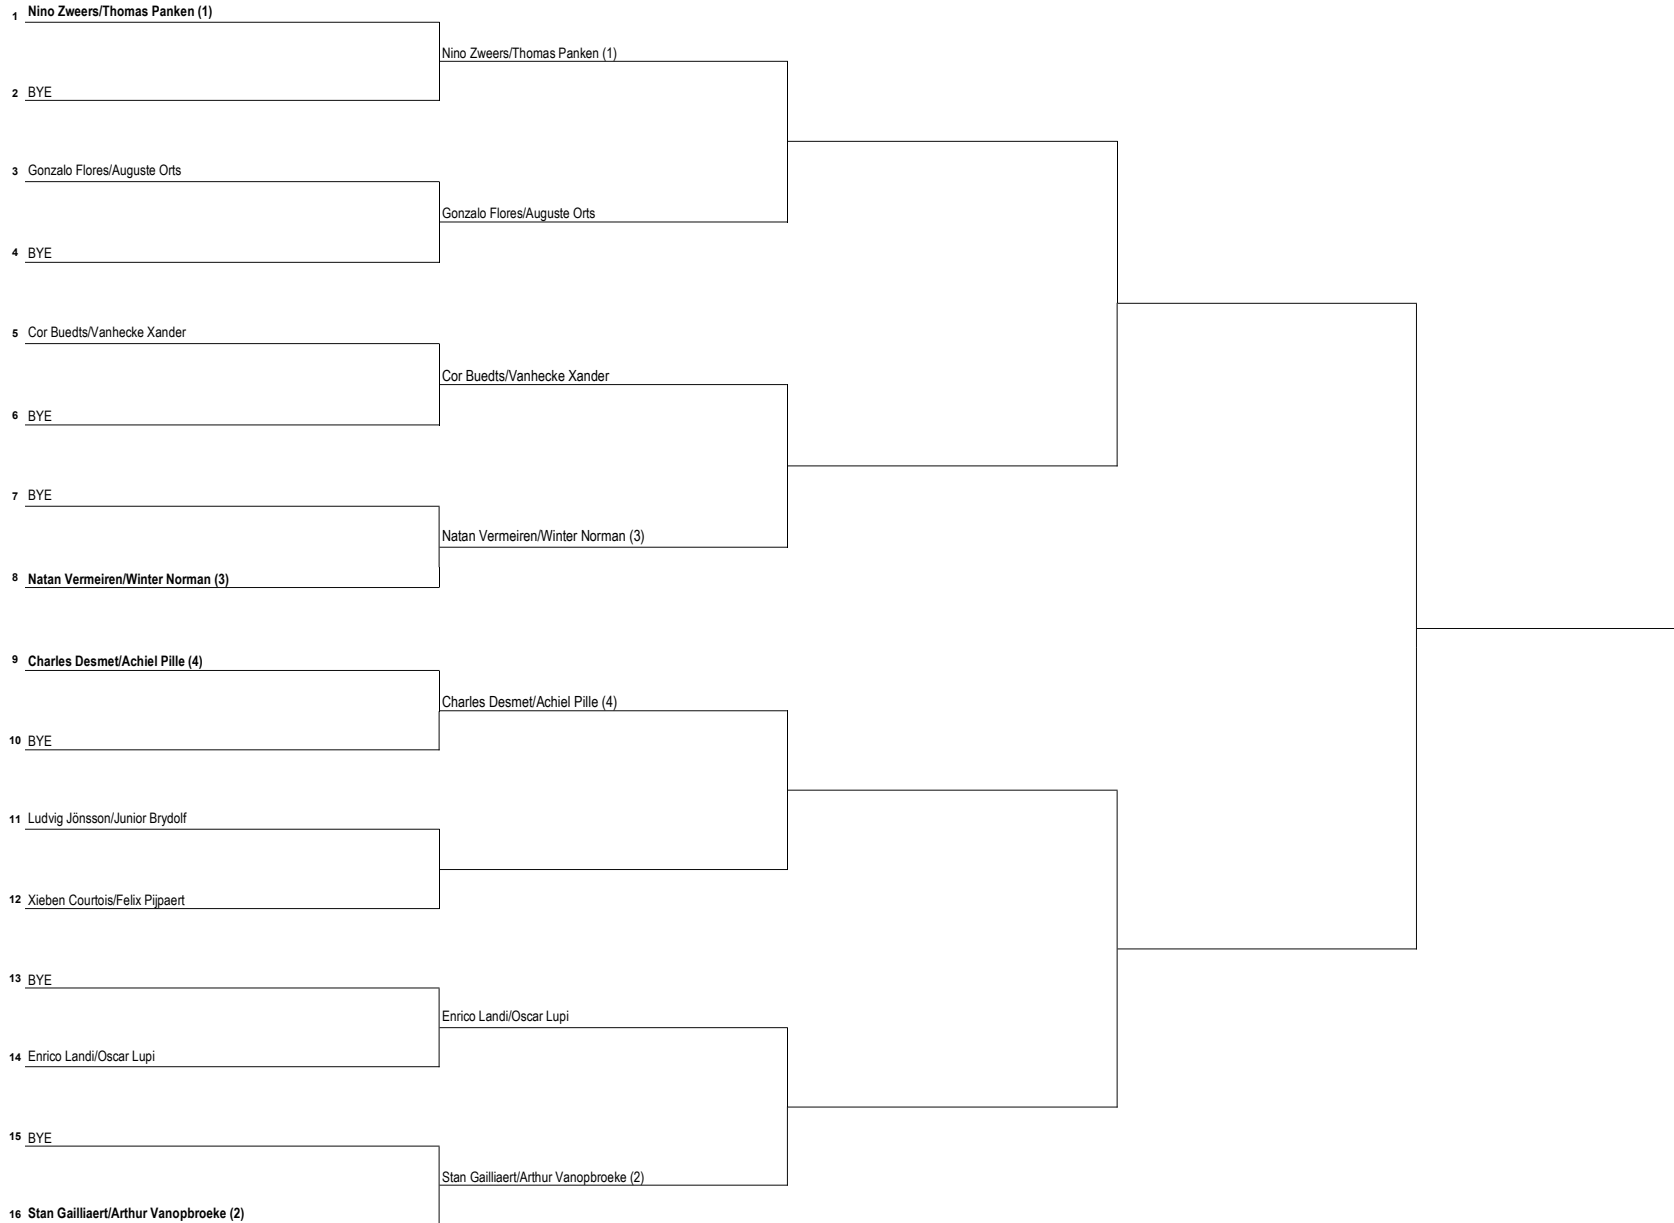 1 Nino Zweers/Thomas Panken (1)
Nino Zweers/Thomas Panken (1)
2 BYE
3 Gonzalo Flores/Auguste Orts
Gonzalo Flores/Auguste Orts
4 BYE
5 Cor Buedts/Vanhecke Xander
Cor Buedts/Vanhecke Xander
6 BYE
7 BYE
Natan Vermeiren/Winter Norman (3)
8 Natan Vermeiren/Winter Norman (3)
9 Charles Desmet/Achiel Pille (4)
Charles Desmet/Achiel Pille (4)
10 BYE
11 Ludvig Jönsson/Junior Brydolf
12 Xieben Courtois/Felix Pijpaert
13 BYE
Enrico Landi/Oscar Lupi
14 Enrico Landi/Oscar Lupi
15 BYE
Stan Gailliaert/Arthur Vanopbroeke (2)
16 Stan Gailliaert/Arthur Vanopbroeke (2)